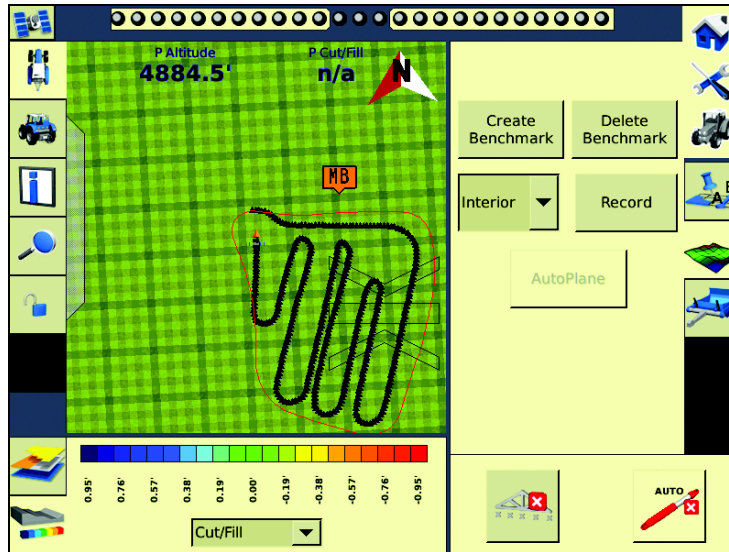 P Altitude
4884.5'
P Cut/Fill
n/a
N
MB
Create
Benchmark
Delete
Benchmark
Interior
Record
AutoPlane
A
0.95'
0.76'
0.57'
0.38'
0.19'
0.00'
-0.19'
-0.38'
-0.57'
-0.76'
-0.95'
Cut/Fill
AUTO